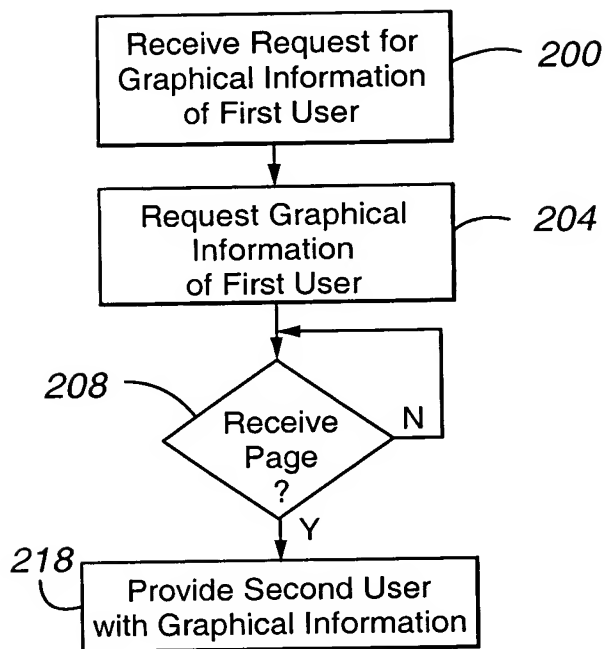 Receive Request for
Graphical Information
of First User
200
Request Graphical
Information
of First User
204
208
Receive
Page
?
N
Y
218
Provide Second User
with Graphical Information